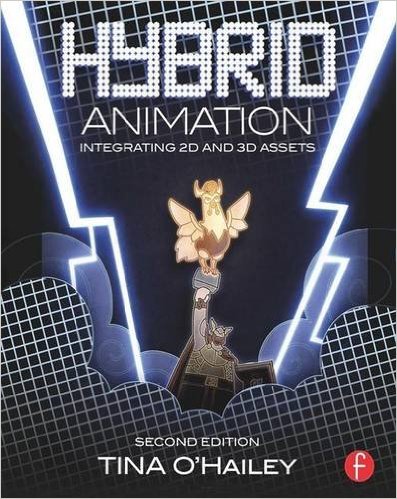 HYBRID
ANIMATION
INTEGRATING 2D AND 3D ASSETS
SECOND EDITION
TINA O'HAILEY
f